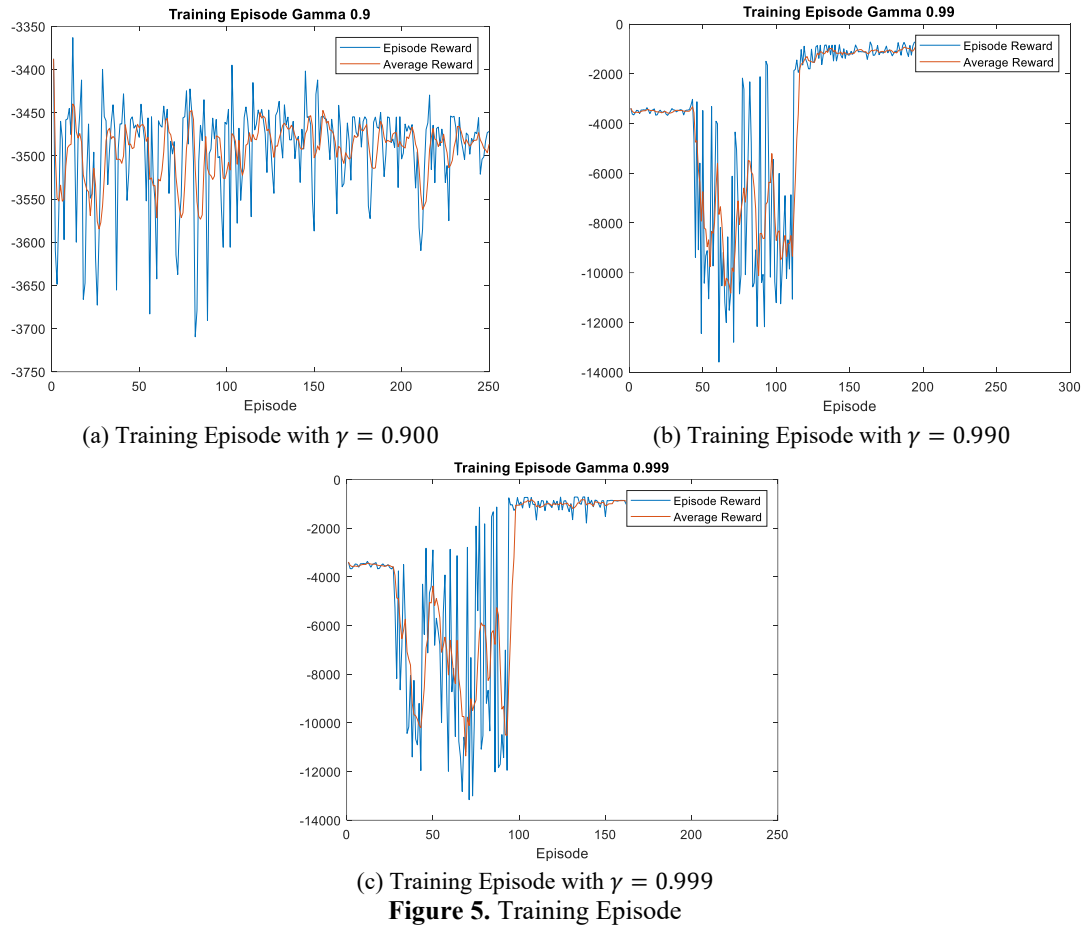 Training Episode Gamma 0.9
-3350
-3400
-3450
-3500
-3550
-3600
-3650
-3700
-3750
0 50 100 150 200 250
Episode
Episode Reward
Average Reward
(a) Training Episode with γ = 0.900
Training Episode Gamma 0.99
0
-2000
-4000
-6000
-8000
-10000
-12000
-14000
0 50 100 150 200 250 300
Episode
Episode Reward
Average Reward
(b) Training Episode with γ = 0.990
Training Episode Gamma 0.999
0
-2000
-4000
-6000
-8000
-10000
-12000
-14000
0 50 100 150 200 250
Episode
Episode Reward
Average Reward
(c) Training Episode with γ = 0.999
Figure 5. Training Episode